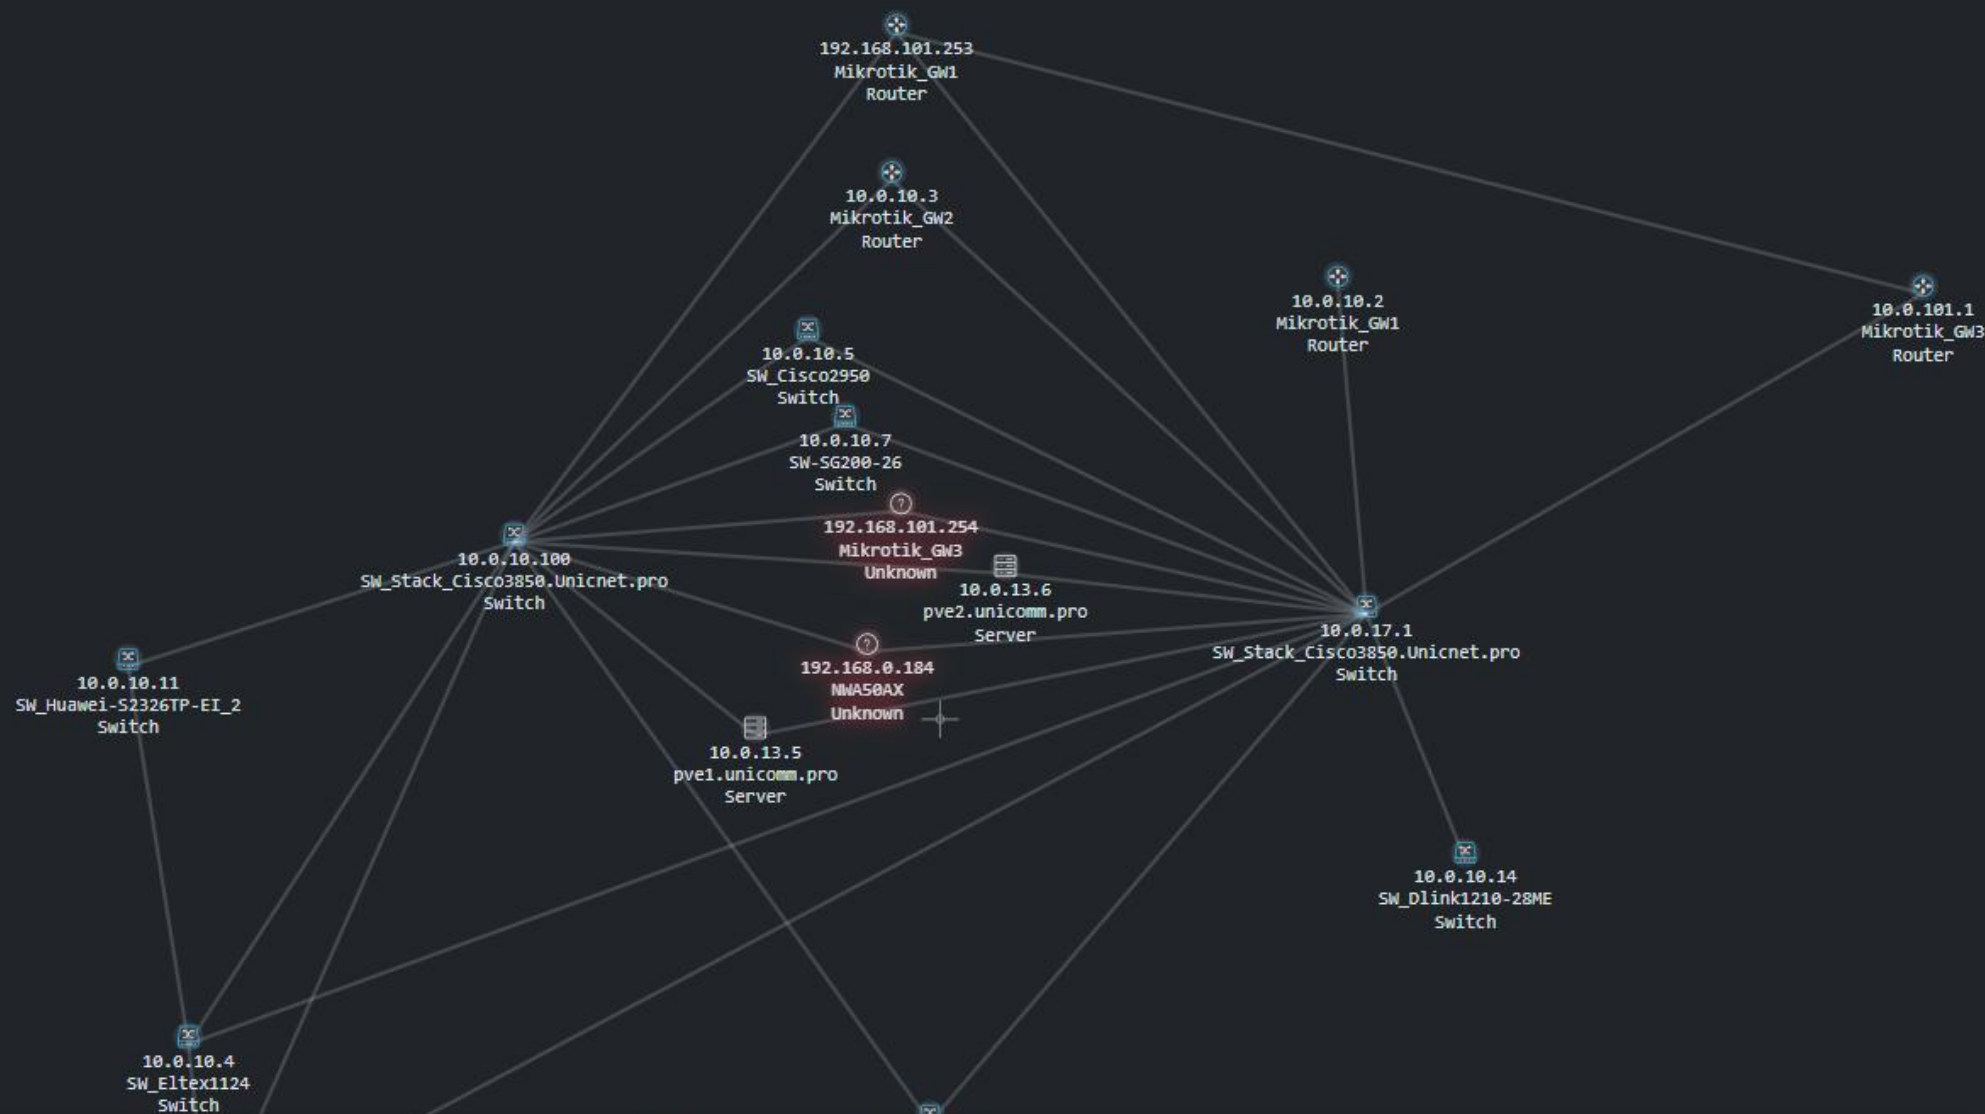 192.168.101.253
Mikrotik_GW1
Router
10.0.10.3
Mikrotik_GW2
Router
10.0.10.2
Mikrotik_GW1
Router
10.0.101.1
Mikrotik_GW3
Router
10.0.10.5
SW_Cisco2950
Switch
10.0.10.7
SW-SG200-26
Switch
192.168.101.254
Mikrotik_GW3
Unknown
10.0.10.100
SW_Stack_Cisco3850.Unicnet.pro
Switch
10.0.13.6
pve2.unicomm.pro
Server
10.0.17.1
SW_Stack_Cisco3850.Unicnet.pro
Switch
192.168.0.184
NWA50AX
Unknown
10.0.10.11
SW_Huawei-S2326TP-EI_2
Switch
10.0.13.5
pve1.unicomm.pro
Server
10.0.10.14
SW_Dlink1210-28ME
Switch
10.0.10.4
SW_Eltex1124
Switch